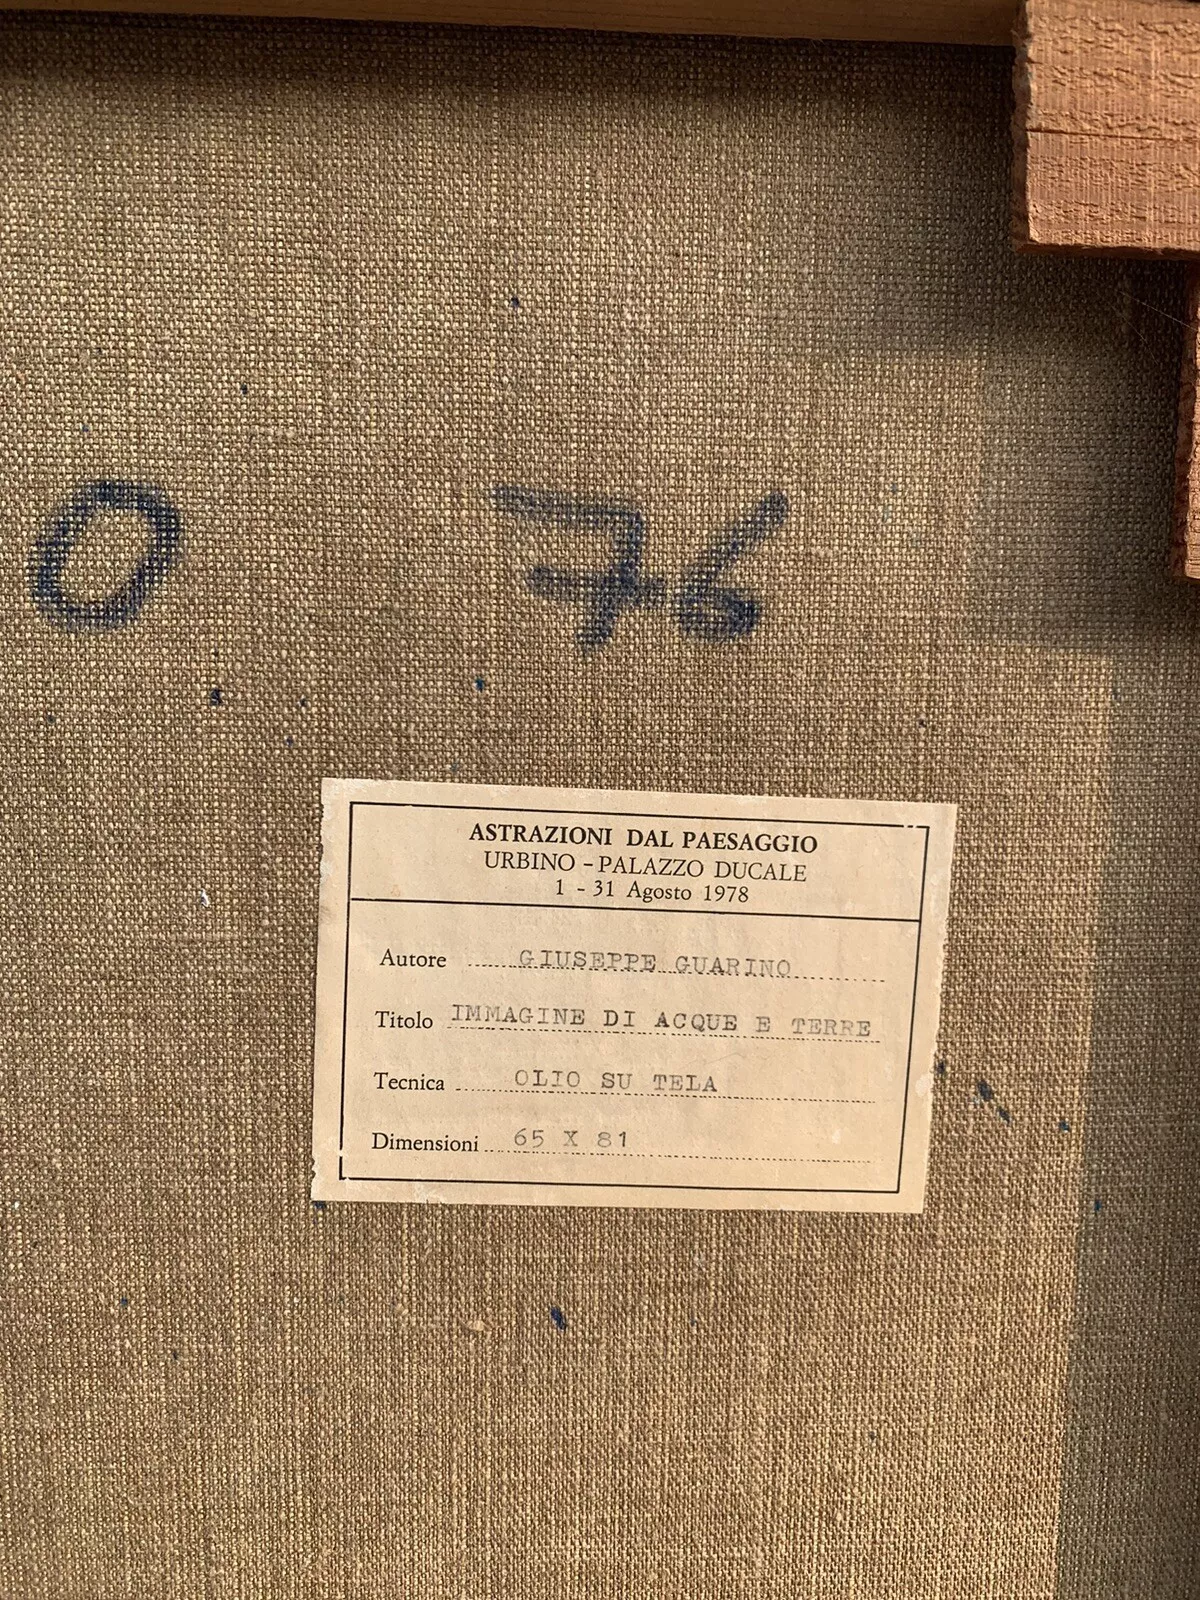 O 76
ASTRAZIONI DAL PAESAGGIO
URBINO - PALAZZO DUCALE
1 - 31 Agosto 1978
Autore GIUSEPPE GUARINO
Titolo IMMAGINE DI ACQUE E TERRE
Tecnica OLIO SU TELA
Dimensioni 65 X 81